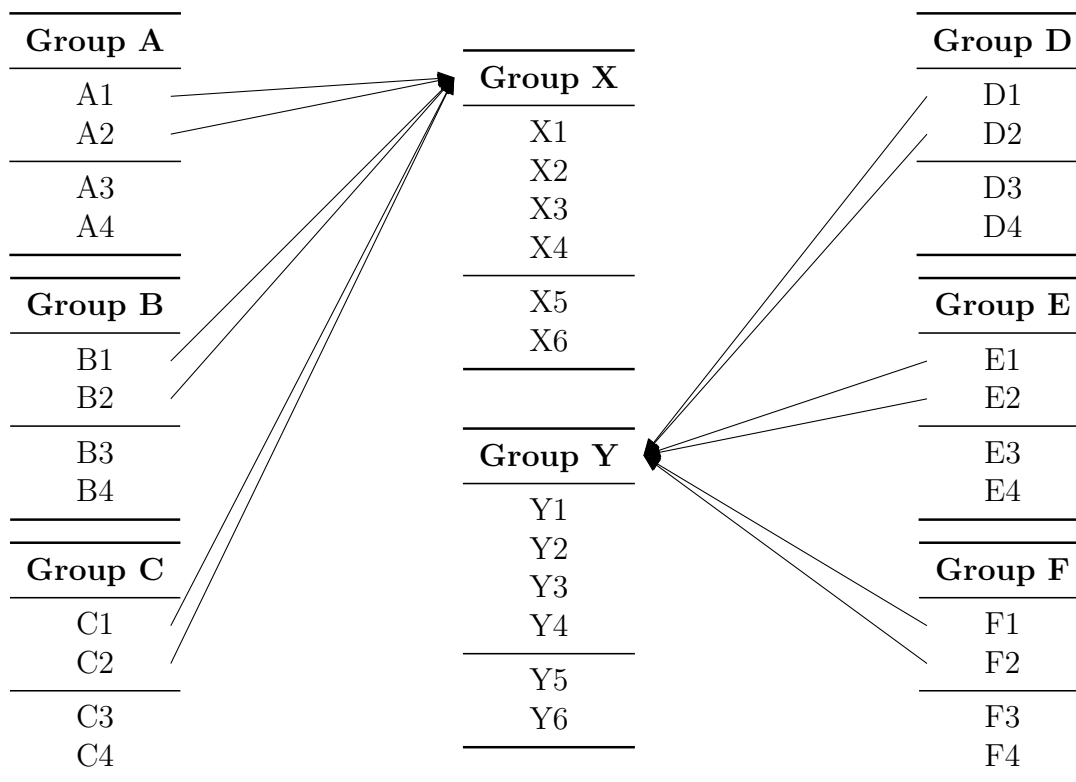 Group A
A1
A2
A3
A4
Group B
B1
B2
B3
B4
Group C
C1
C2
C3
C4
Group X
X1
X2
X3
X4
X5
X6
Group Y
Y1
Y2
Y3
Y4
Y5
Y6
Group D
D1
D2
D3
D4
Group E
E1
E2
E3
E4
Group F
F1
F2
F3
F4